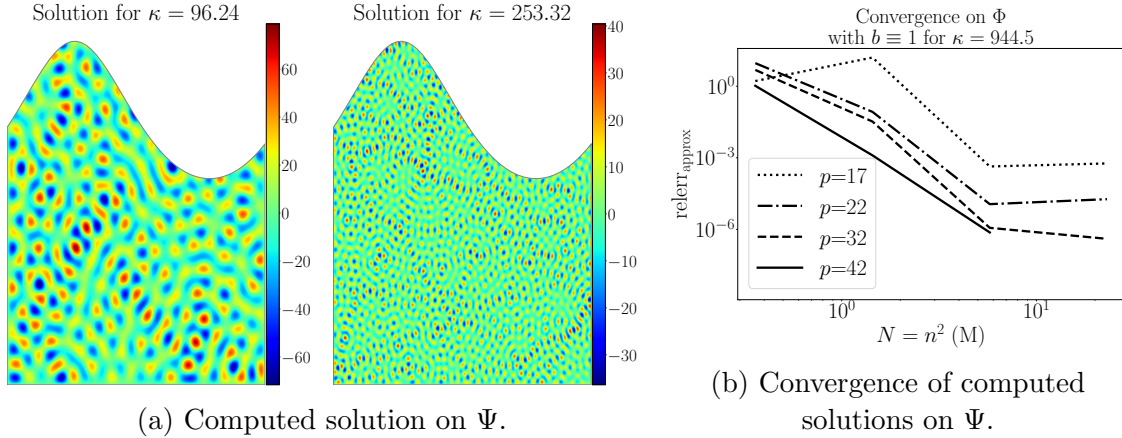 Solution for κ = 96.24
60
40
20
0
−20
−40
−60
Solution for κ = 253.32
40
30
20
10
0
−10
−20
−30
(a) Computed solution on Ψ.
Convergence on Φ
with b ≡ 1 for κ = 944.5
relerr_approx
10^0
10^−3
10^−6
p=17
p=22
p=32
p=42
10^0
10^1
N = n^2 (M)
(b) Convergence of computed
solutions on Ψ.